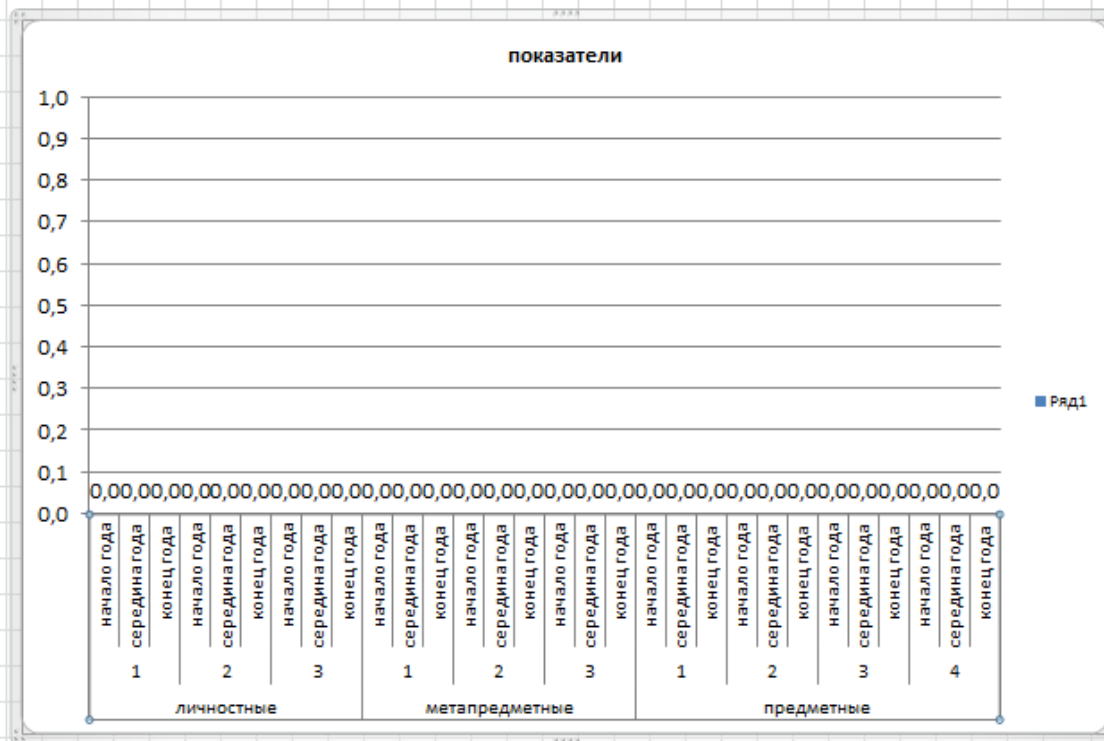 показатели
1,0
0,9
0,8
0,7
0,6
0,5
0,4
0,3
0,2
0,1
0,0
0,00,00,00,00,00,00,00,00,00,00,00,00,00,00,00,00,00,00,00,00,00,00,00,00,00,00,00,00,00,0
Ряд1
начало года середина года конец года начало года середина года конец года начало года середина года конец года начало года середина года конец года начало года середина года конец года начало года середина года конец года начало года середина года конец года начало года середина года конец года начало года середина года конец года начало года середина года конец года
1 2 3 1 2 3 1 2 3 4
личностные метапредметные предметные